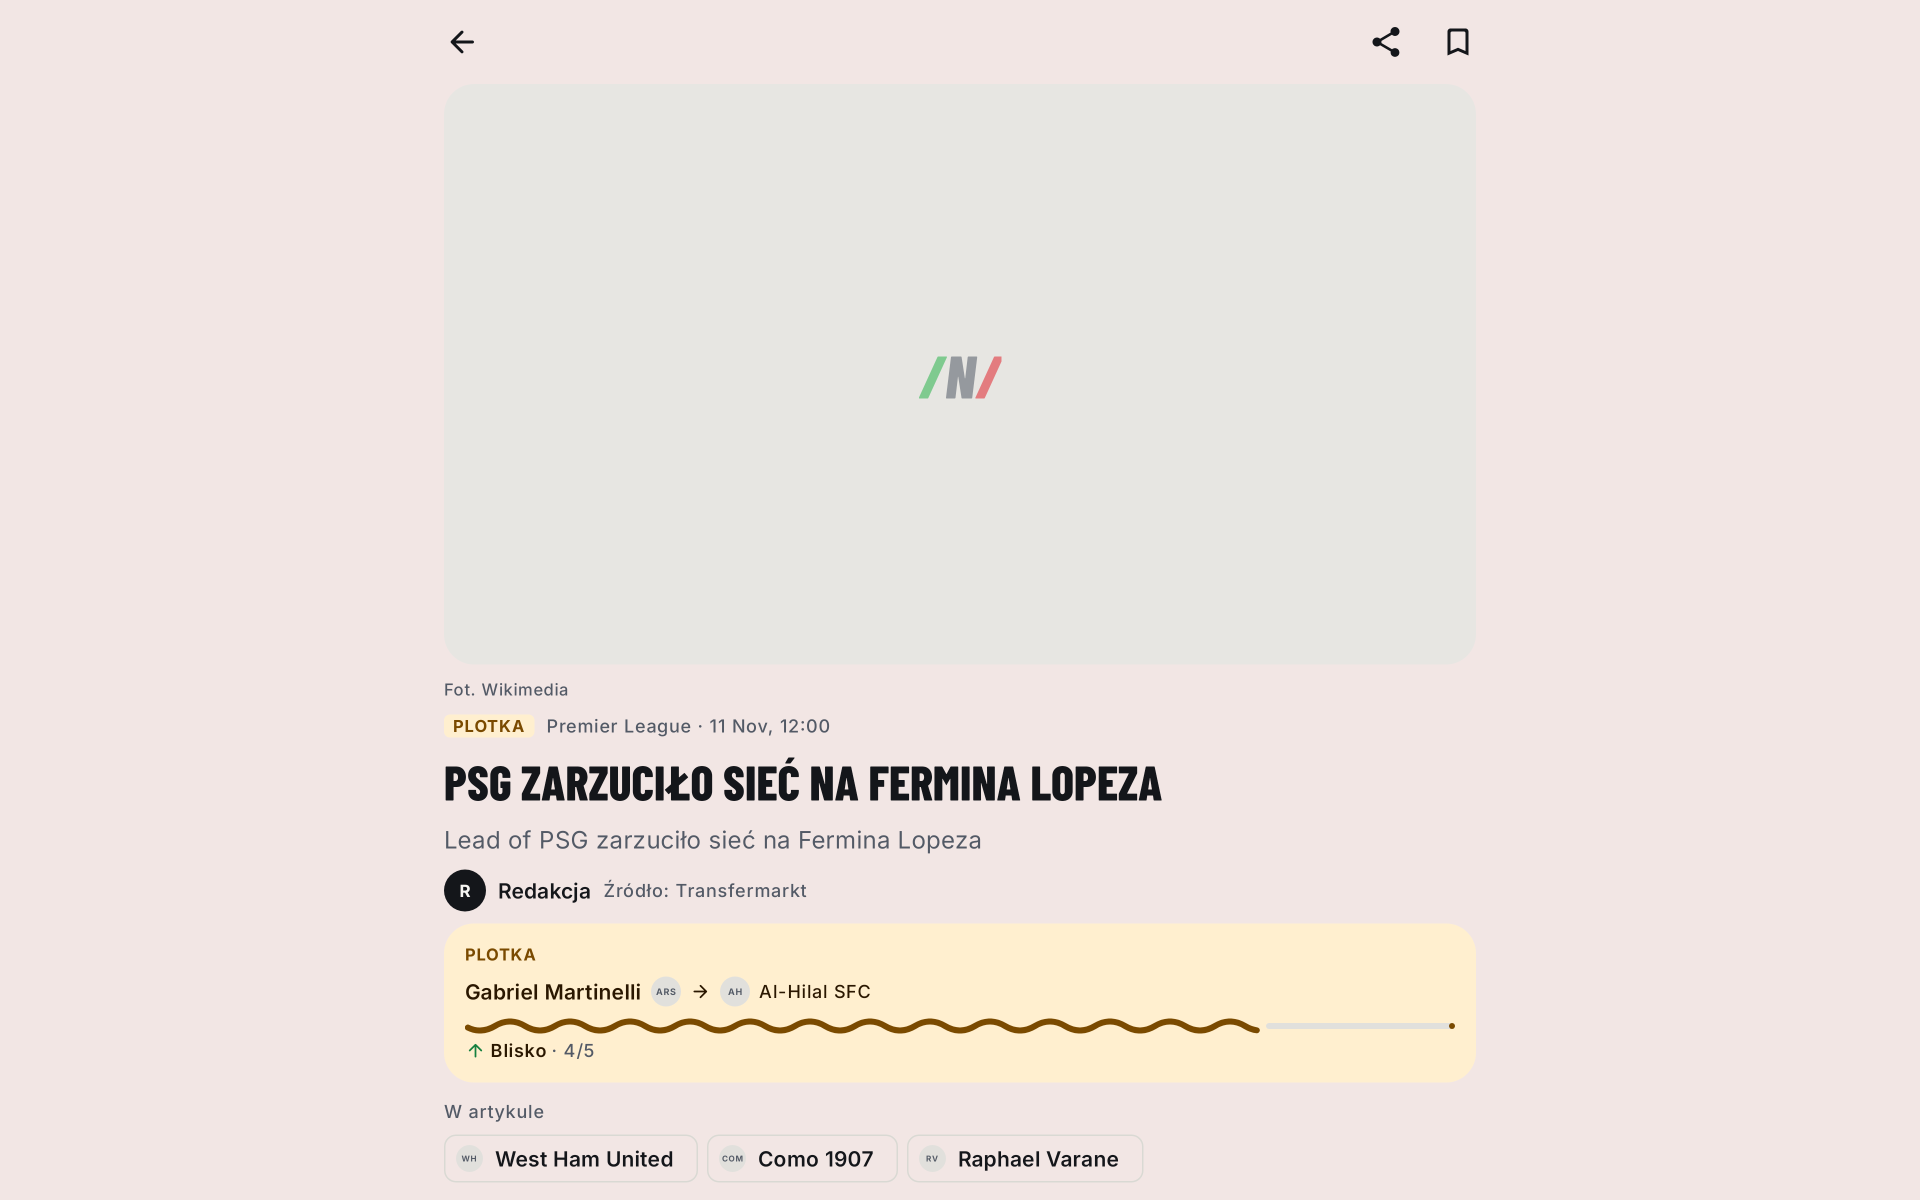 /N/
Fot. Wikimedia
PLOTKA Premier League · 11 Nov, 12:00
PSG ZARZUCIŁO SIEĆ NA FERMINA LOPEZA
Lead of PSG zarzuciło sieć na Fermina Lopeza
R Redakcja Źródło: Transfermarkt
PLOTKA
Gabriel Martinelli ARS → AH Al-Hilal SFC
↑ Blisko · 4/5
W artykule
WH West Ham United COM Como 1907 RV Raphael Varane